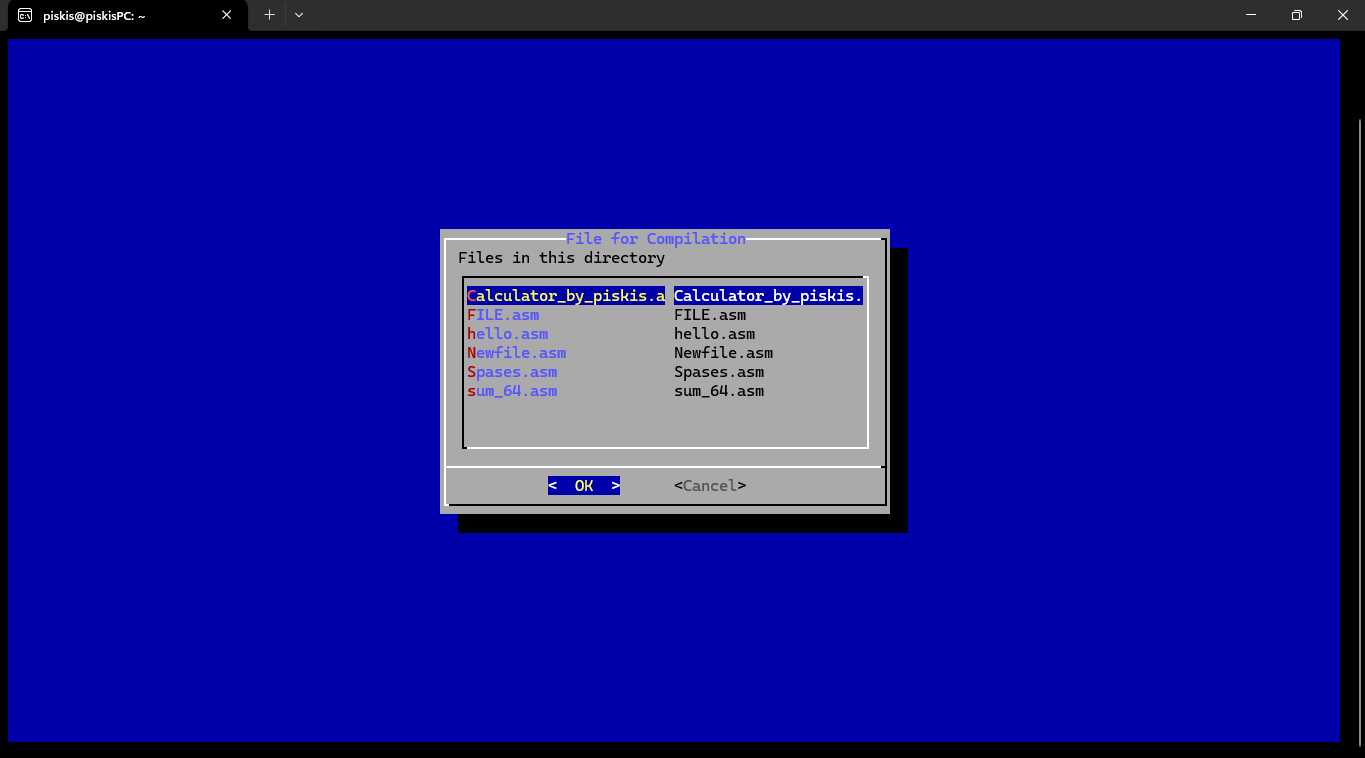 piskis@piskisPC: ~
File for Compilation
Files in this directory
Calculator_by_piskis.a Calculator_by_piskis.
FILE.asm FILE.asm
hello.asm hello.asm
Newfile.asm Newfile.asm
Spases.asm Spases.asm
sum_64.asm sum_64.asm
< OK > <Cancel>